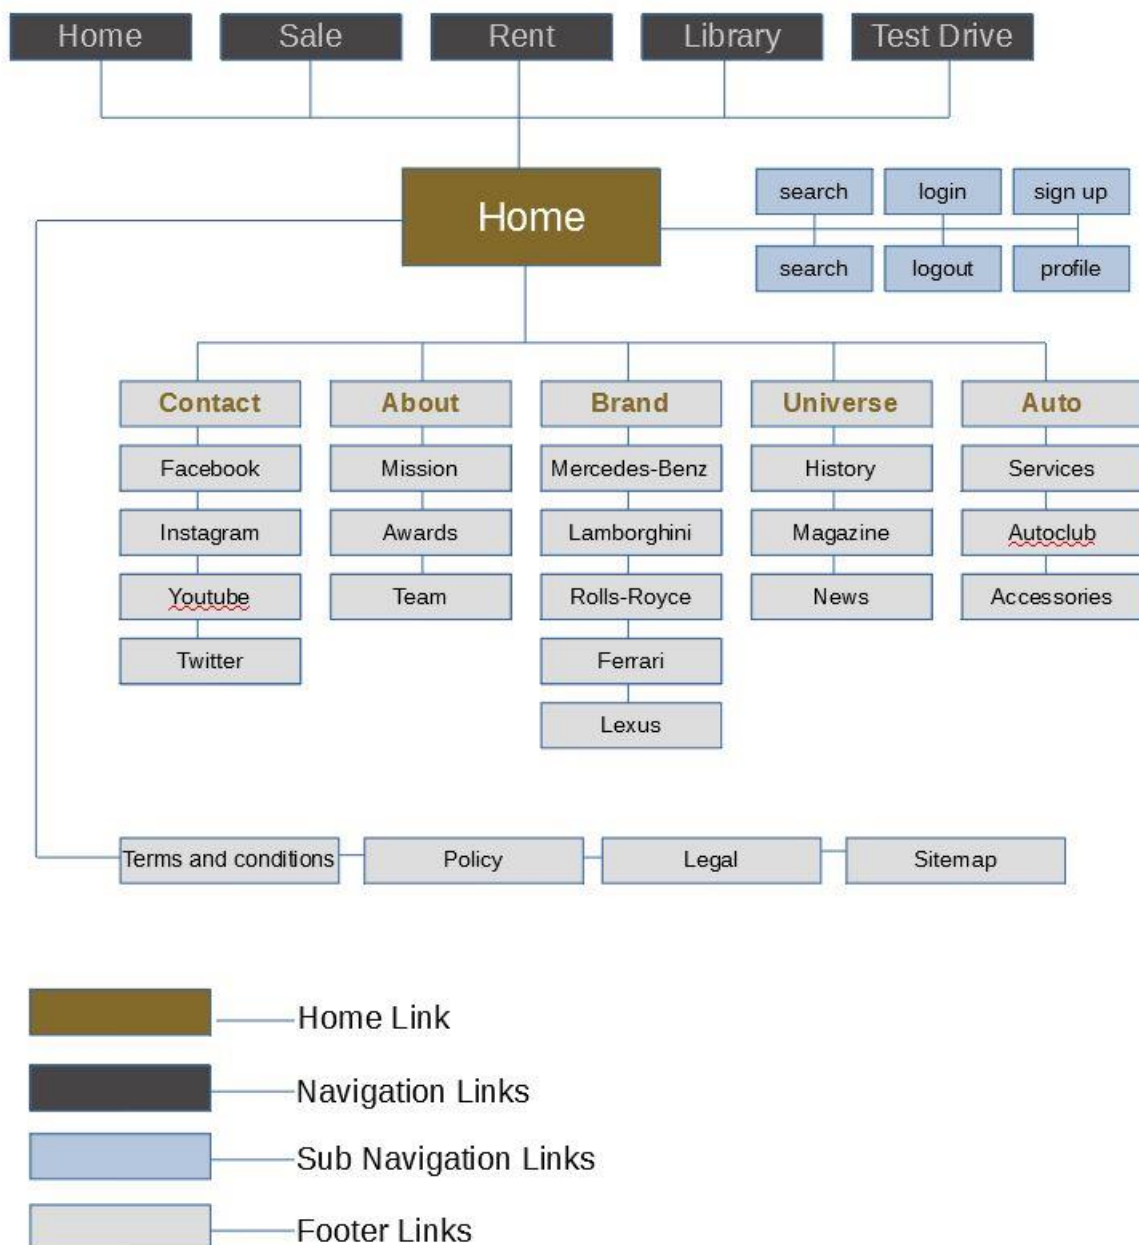 Home Sale Rent Library Test Drive
Home
search login sign up
search logout profile
Contact About Brand Universe Auto
Facebook Mission Mercedes-Benz History Services
Instagram Awards Lamborghini Magazine Autoclub
Youtube Team Rolls-Royce News Accessories
Twitter Ferrari
Lexus
Terms and conditions Policy Legal Sitemap
Home Link
Navigation Links
Sub Navigation Links
Footer Links